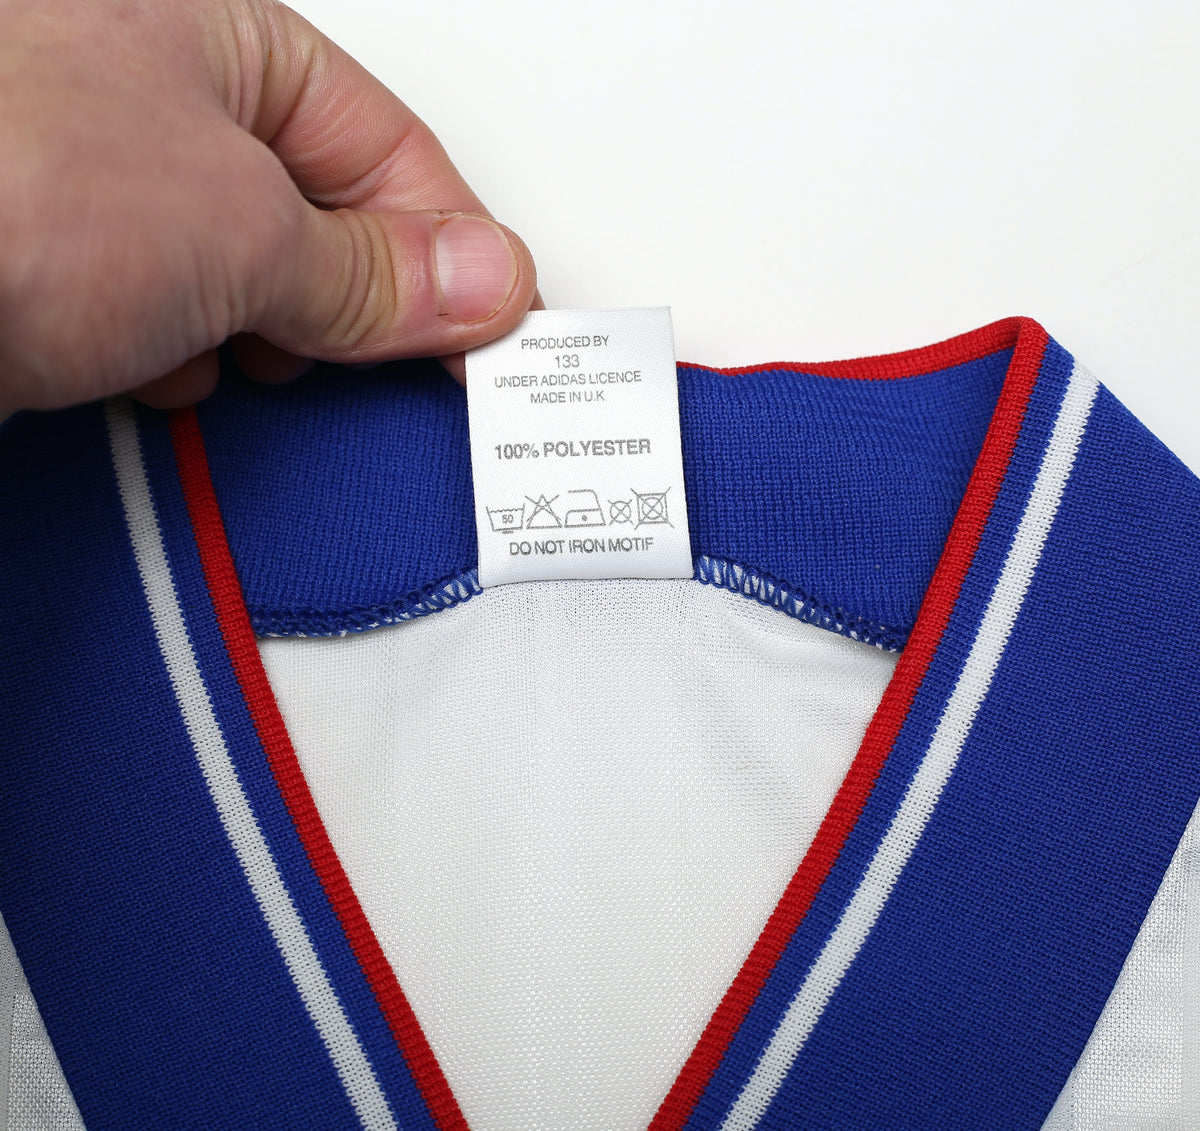 PRODUCED BY
133
UNDER ADIDAS LICENCE
MADE IN U.K
100% POLYESTER
50
DO NOT IRON MOTIF